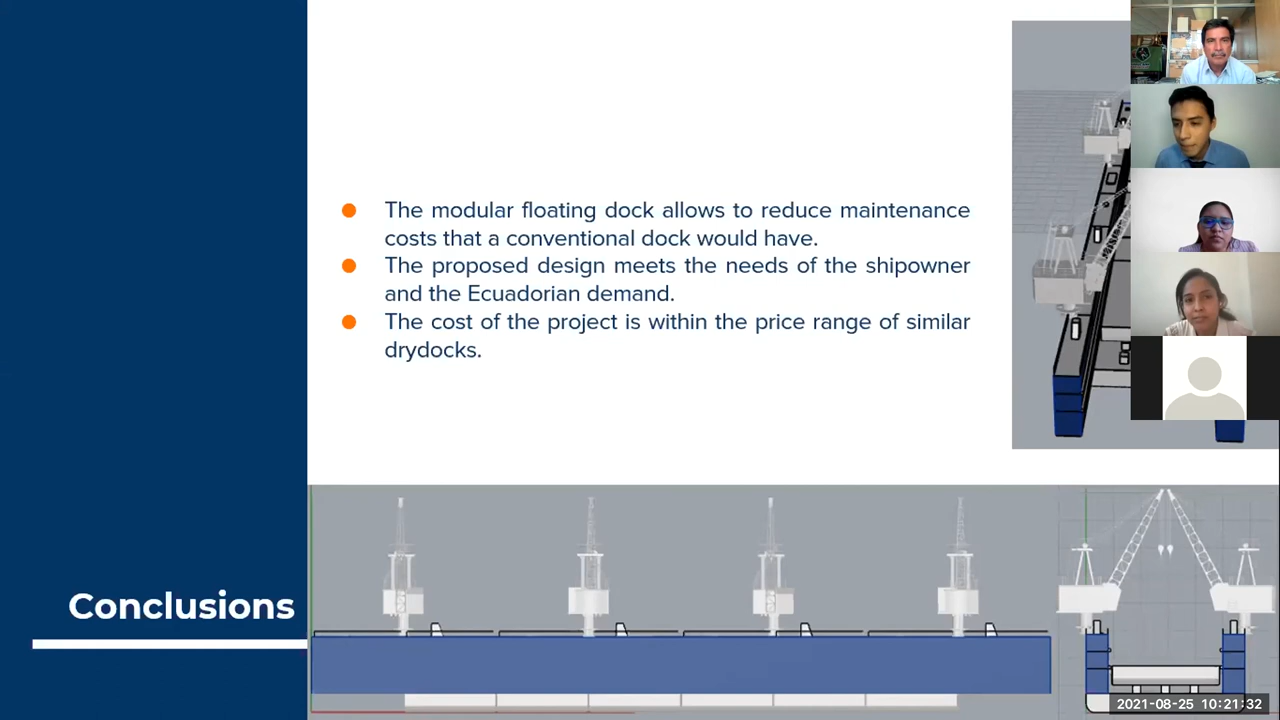 The modular floating dock allows to reduce maintenance
costs that a conventional dock would have.
The proposed design meets the needs of the shipowner
and the Ecuadorian demand.
The cost of the project is within the price range of similar
drydocks.
Conclusions
2021-08-25 10:21:32